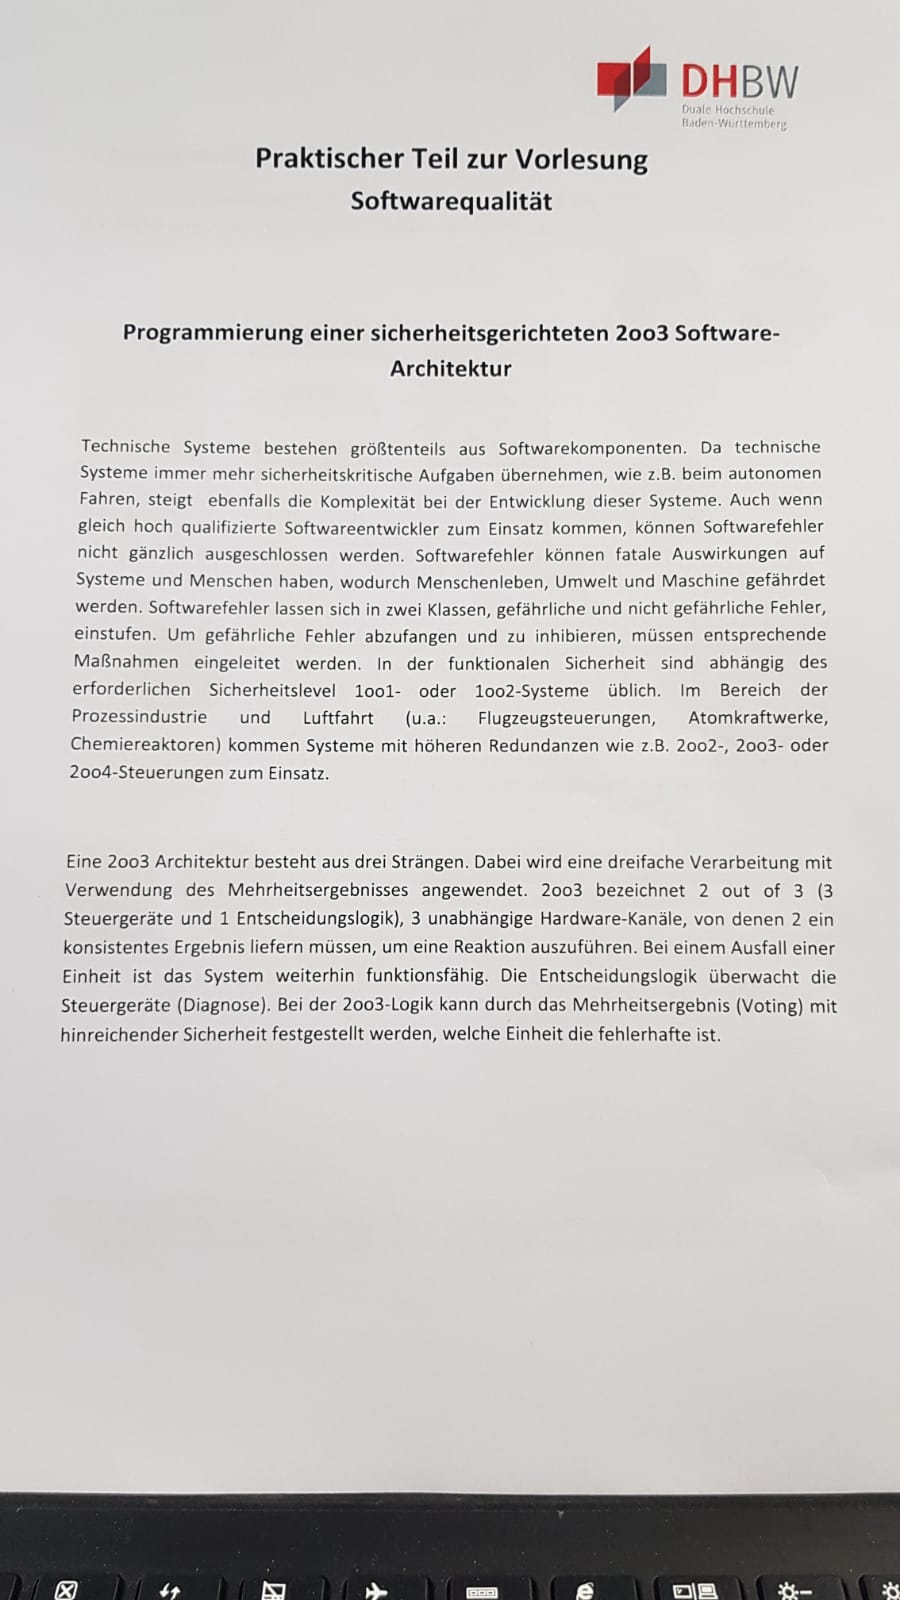 DHBW
Duale Hochschule
Baden-Württemberg
Praktischer Teil zur Vorlesung
Softwarequalität
Programmierung einer sicherheitsgerichteten 2oo3 Software-
Architektur
Technische Systeme bestehen größtenteils aus Softwarekomponenten. Da technische
Systeme immer mehr sicherheitskritische Aufgaben übernehmen, wie z.B. beim autonomen
Fahren, steigt ebenfalls die Komplexität bei der Entwicklung dieser Systeme. Auch wenn
gleich hoch qualifizierte Softwareentwickler zum Einsatz kommen, können Softwarefehler
nicht gänzlich ausgeschlossen werden. Softwarefehler können fatale Auswirkungen auf
Systeme und Menschen haben, wodurch Menschenleben, Umwelt und Maschine gefährdet
werden. Softwarefehler lassen sich in zwei Klassen, gefährliche und nicht gefährliche Fehler,
einstufen. Um gefährliche Fehler abzufangen und zu inhibieren, müssen entsprechende
Maßnahmen eingeleitet werden. In der funktionalen Sicherheit sind abhängig des
erforderlichen Sicherheitslevel 1oo1- oder 1oo2-Systeme üblich. Im Bereich der
Prozessindustrie und Luftfahrt (u.a.: Flugzeugsteuerungen, Atomkraftwerke,
Chemiereaktoren) kommen Systeme mit höheren Redundanzen wie z.B. 2oo2-, 2oo3- oder
2oo4-Steuerungen zum Einsatz.
Eine 2oo3 Architektur besteht aus drei Strängen. Dabei wird eine dreifache Verarbeitung mit
Verwendung des Mehrheitsergebnisses angewendet. 2oo3 bezeichnet 2 out of 3 (3
Steuergeräte und 1 Entscheidungslogik), 3 unabhängige Hardware-Kanäle, von denen 2 ein
konsistentes Ergebnis liefern müssen, um eine Reaktion auszuführen. Bei einem Ausfall einer
Einheit ist das System weiterhin funktionsfähig. Die Entscheidungslogik überwacht die
Steuergeräte (Diagnose). Bei der 2oo3-Logik kann durch das Mehrheitsergebnis (Voting) mit
hinreichender Sicherheit festgestellt werden, welche Einheit die fehlerhafte ist.